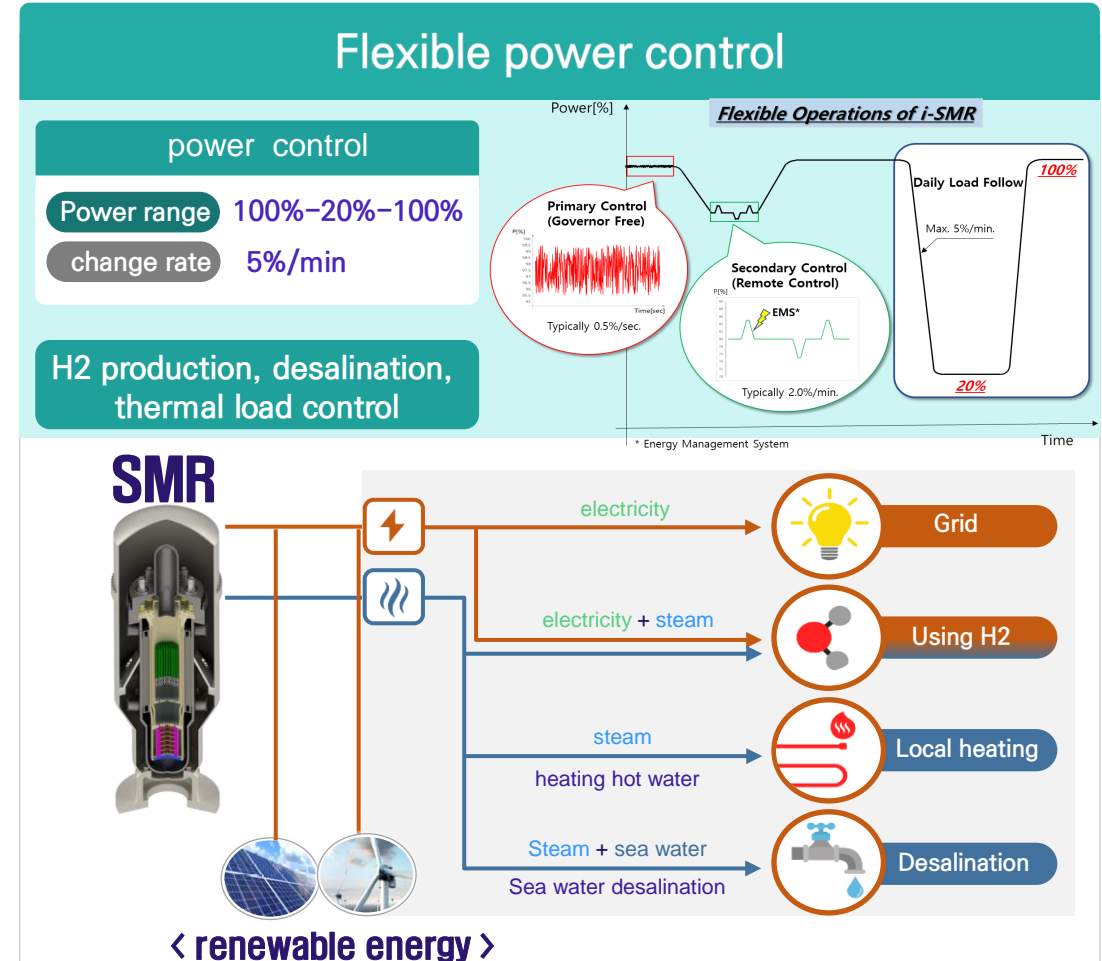 Flexible power control
power control
Power range 100%-20%-100%
change rate 5%/min
H2 production, desalination,
thermal load control
Power[%]
Flexible Operations of i-SMR
Primary Control
(Governor Free)
P[%]
Time[sec]
Typically 0.5%/sec.
Secondary Control
(Remote Control)
P[%]
EMS*
Typically 2.0%/min.
Daily Load Follow
100%
Max. 5%/min.
20%
* Energy Management System
Time
SMR
electricity
Grid
electricity + steam
Using H2
steam
heating hot water
Local heating
Steam + sea water
Sea water desalination
Desalination
< renewable energy >